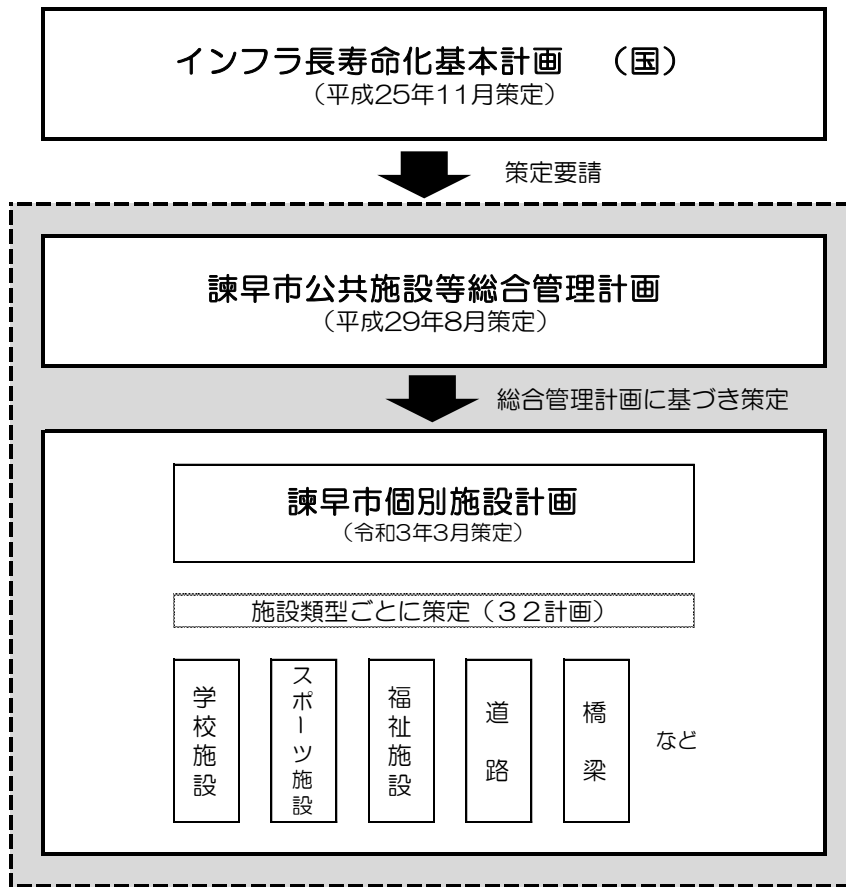 インフラ長寿命化基本計画　（国）
（平成25年11月策定）
策定要請
諫早市公共施設等総合管理計画
（平成29年8月策定）
総合管理計画に基づき策定
諫早市個別施設計画
（令和3年3月策定）
施設類型ごとに策定（３２計画）
学校施設
スポーツ施設
福祉施設
道路
橋梁
など